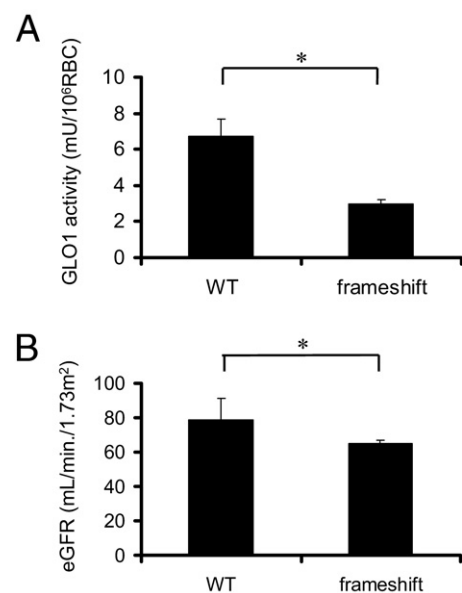 A
*
GLO1 activity (mU/10⁶RBC)
10
8
6
4
2
0
WT frameshift
B
*
eGFR (mL/min./1.73m²)
100
80
60
40
20
0
WT frameshift